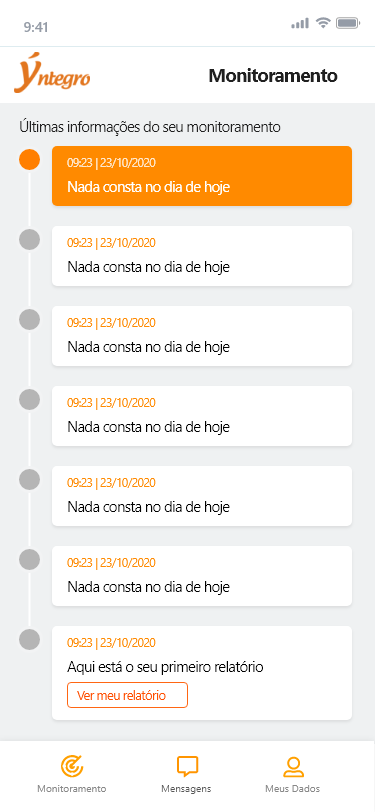 9:41
Ýntegro
Monitoramento
Últimas informações do seu monitoramento
09:23 | 23/10/2020
Nada consta no dia de hoje
09:23 | 23/10/2020
Nada consta no dia de hoje
09:23 | 23/10/2020
Nada consta no dia de hoje
09:23 | 23/10/2020
Nada consta no dia de hoje
09:23 | 23/10/2020
Nada consta no dia de hoje
09:23 | 23/10/2020
Nada consta no dia de hoje
09:23 | 23/10/2020
Aqui está o seu primeiro relatório
Ver meu relatório
Monitoramento Mensagens Meus Dados